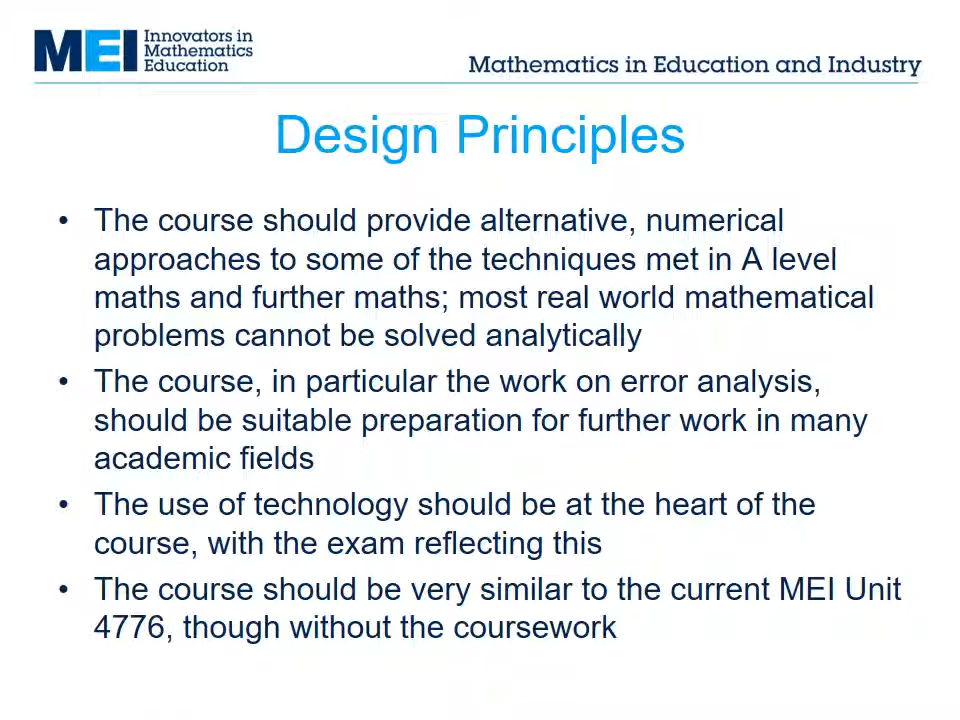 MEI Innovators in
Mathematics
Education
Mathematics in Education and Industry
Design Principles
• The course should provide alternative, numerical
approaches to some of the techniques met in A level
maths and further maths; most real world mathematical
problems cannot be solved analytically
• The course, in particular the work on error analysis,
should be suitable preparation for further work in many
academic fields
• The use of technology should be at the heart of the
course, with the exam reflecting this
• The course should be very similar to the current MEI Unit
4776, though without the coursework